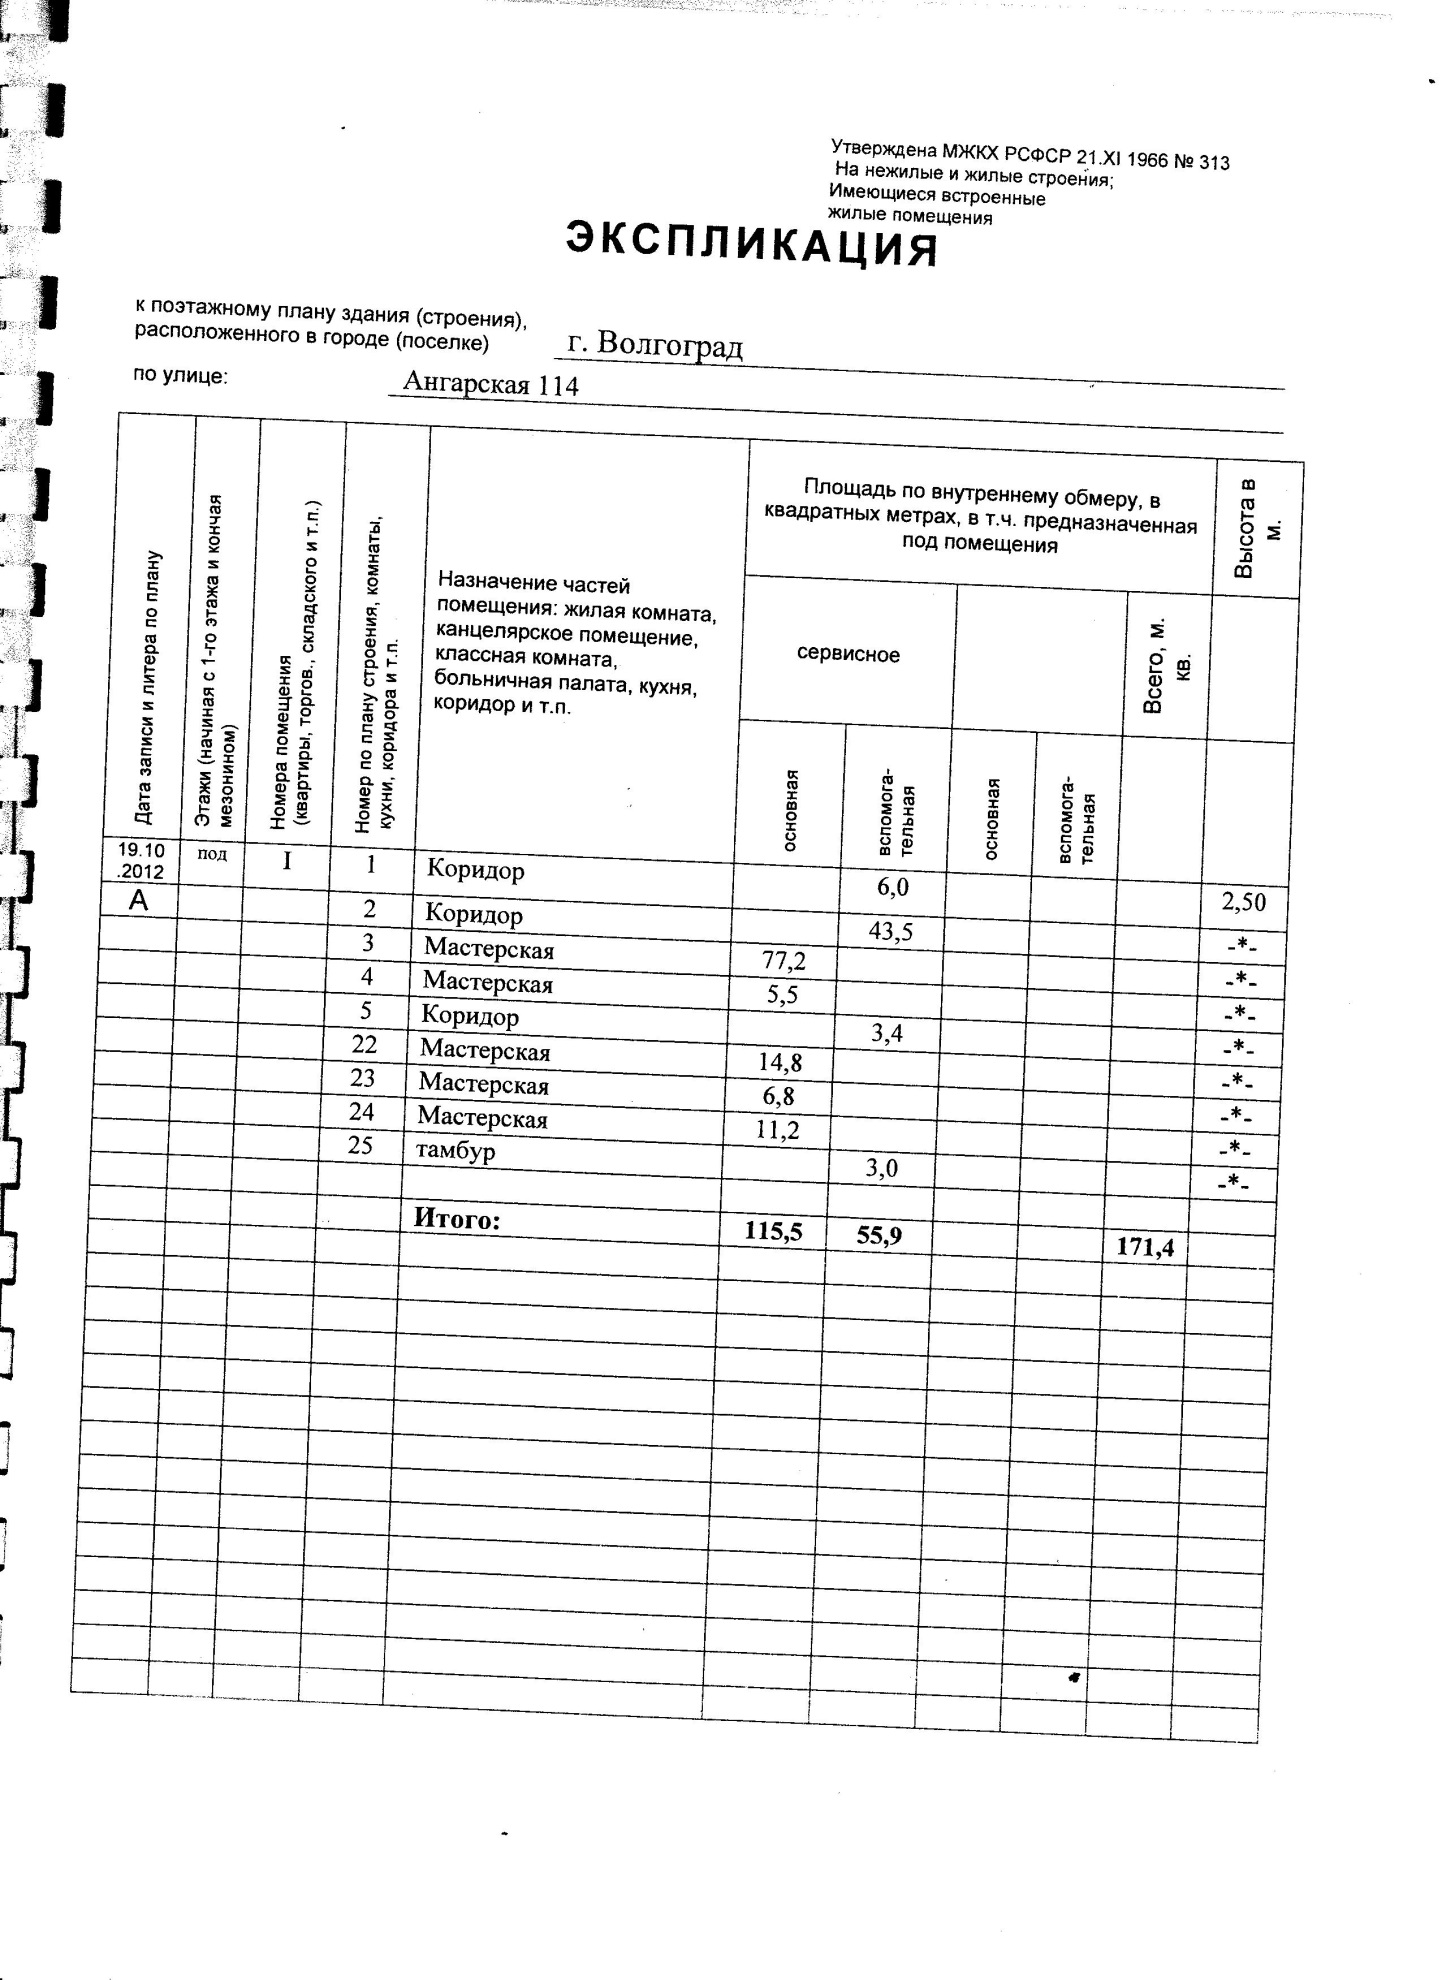 Утверждена МЖКХ РСФСР 21.XI 1966 № 313
На нежилые и жилые строения;
Имеющиеся встроенные
жилые помещения
ЭКСПЛИКАЦИЯ
к поэтажному плану здания (строения),
расположенного в городе (поселке) г. Волгоград
по улице: Ангарская 114
Дата записи и литера по плану
Этажи (начиная с 1-го этажа и кончая
мезонином)
Номера помещения
(квартиры, торгов., складского и т.п.)
Номер по плану строения, комнаты,
кухни, коридора и т.п.
Назначение частей
помещения: жилая комната,
канцелярское помещение,
классная комната,
больничная палата, кухня,
коридор и т.п.
Площадь по внутреннему обмеру, в
квадратных метрах, в т.ч. предназначенная
под помещения
Высота в
м.
сервисное
Всего, м.
кв.
основная
вспомога-
тельная
основная
вспомога-
тельная
19.10
.2012 под I 1 Коридор 6,0 2,50
А 2 Коридор 43,5 -*-
3 Мастерская 77,2 -*-
4 Мастерская 5,5 -*-
5 Коридор 3,4 -*-
22 Мастерская 14,8 -*-
23 Мастерская 6,8 -*-
24 Мастерская 11,2 -*-
25 тамбур 3,0 -*-
Итого: 115,5 55,9 171,4